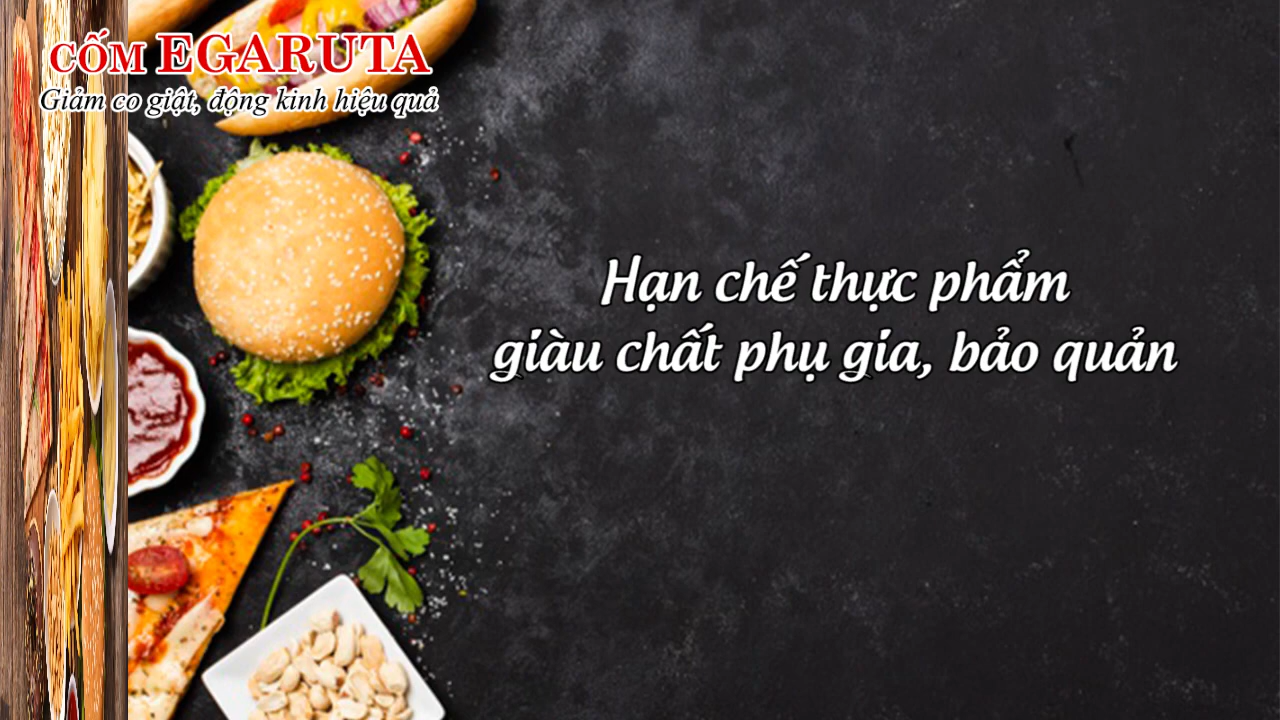 CỐM EGARUTA
Giảm co giật, động kinh hiệu quả
Hạn chế thực phẩm
giàu chất phụ gia, bảo quản